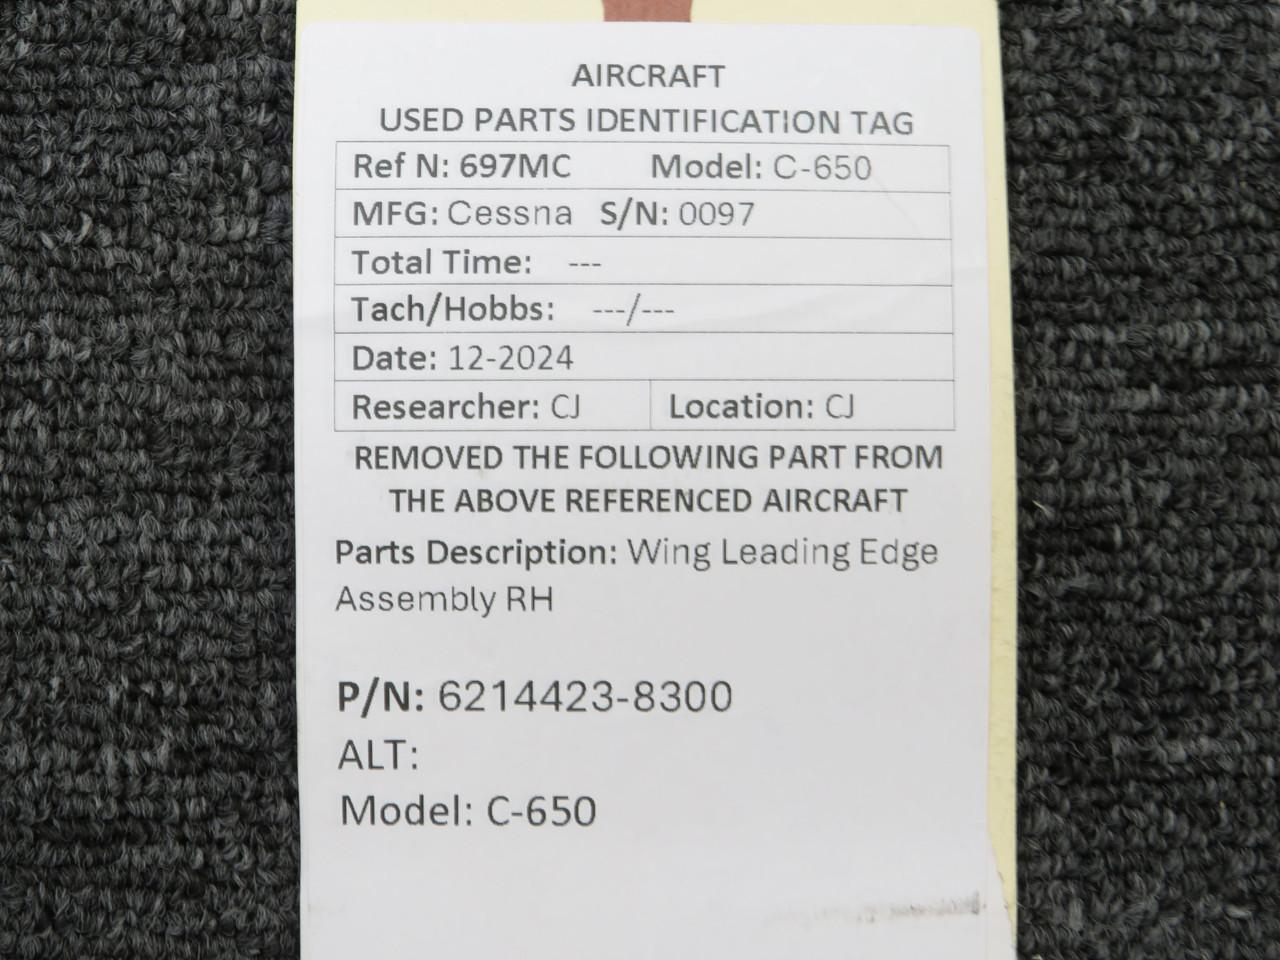 AIRCRAFT
USED PARTS IDENTIFICATION TAG
Ref N: 697MC Model: C-650
MFG: Cessna S/N: 0097
Total Time: ---
Tach/Hobbs: ---/---
Date: 12-2024
Researcher: CJ Location: CJ
REMOVED THE FOLLOWING PART FROM
THE ABOVE REFERENCED AIRCRAFT
Parts Description: Wing Leading Edge
Assembly RH
P/N: 6214423-8300
ALT:
Model: C-650